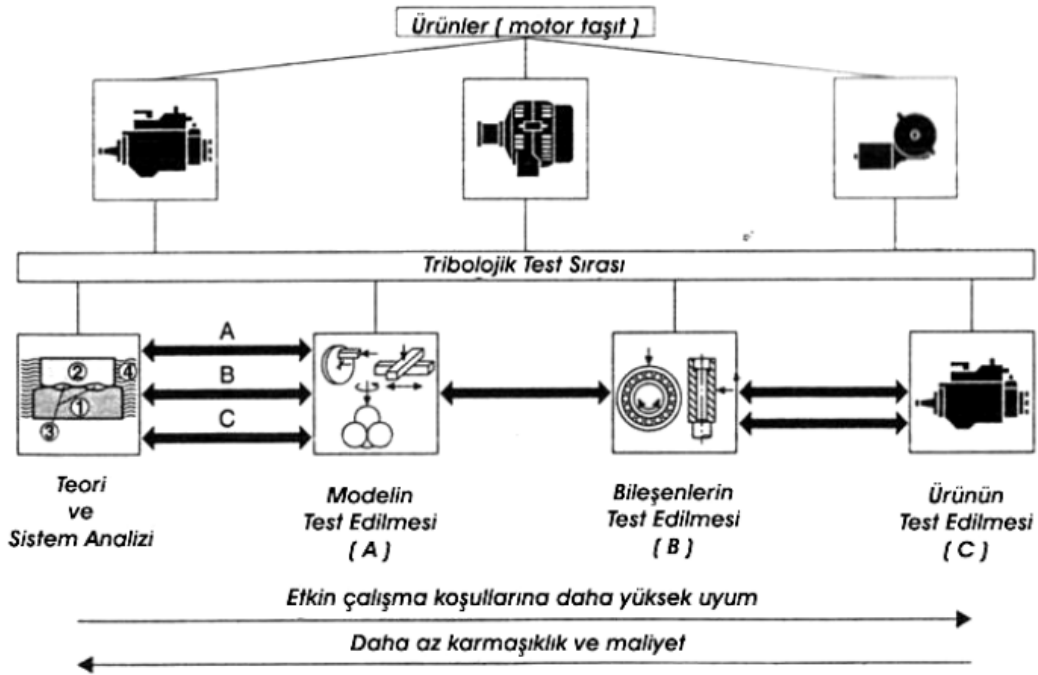 Ürünler ( motor taşıt )
Tribolojik Test Sırası
A
B
C
②
④
①
③
Teori
ve
Sistem Analizi
Modelin
Test Edilmesi
( A )
Bileşenlerin
Test Edilmesi
( B )
Ürünün
Test Edilmesi
( C )
Etkin çalışma koşullarına daha yüksek uyum
Daha az karmaşıklık ve maliyet